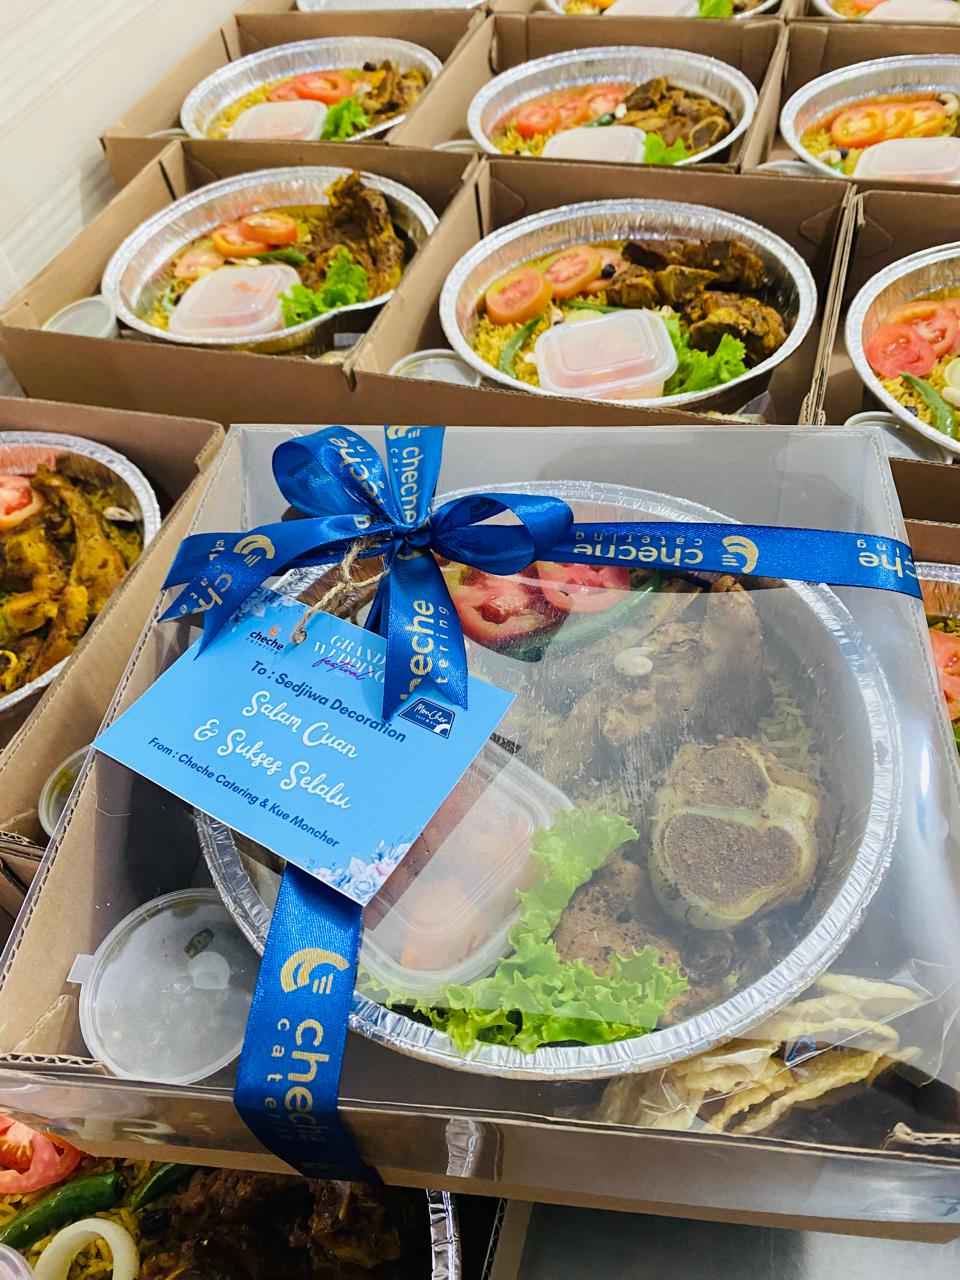 cheche
catering
cheche
catering
cheche
cheche
catering
GRAND
WEDDING
festival
To : Sedjiwa Decoration
MonCher
Salam Cuan
& Sukses Selalu
From : Cheche Catering & Kue Moncher
cheche